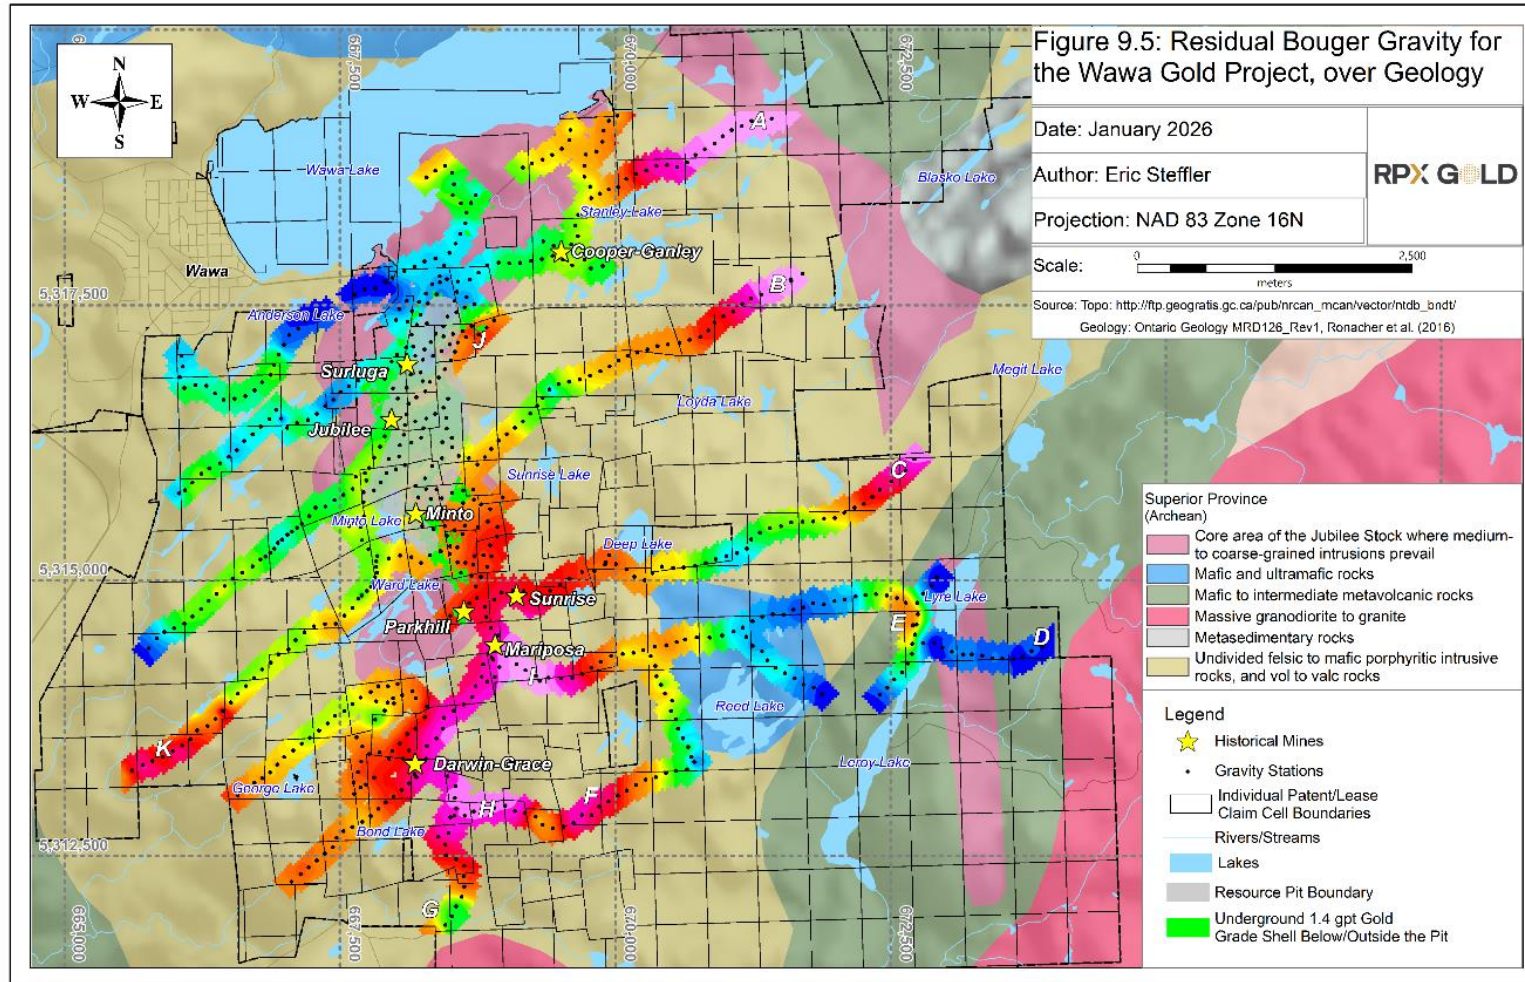 Figure 9.5: Residual Bouger Gravity for
the Wawa Gold Project, over Geology
Date: January 2026
Author: Eric Steffler
Projection: NAD 83 Zone 16N
RPX GOLD
Scale:
0
2,500
meters
Source: Topo: http://ftp.geogratis.gc.ca/pub/nrcan_mcan/vector/ntdb_bndt/
Geology: Ontario Geology MRD126_Rev1, Ronacher et al. (2016)
N
W
E
S
667,500
670,000
672,500
A
Wawa Lake
Blasko Lake
Stanley Lake
Cooper-Ganley
Wawa
B
5,317,500
Anderson Lake
J
Surluga
Megit Lake
Loyda Lake
Jubilee
C
Sunrise Lake
Minto
Minto Lake
Deep Lake
5,315,000
Ward Lake
Sunrise
Lyre Lake
Parkhill
E
D
Mariposa
I
Reed Lake
K
Darwin-Grace
Leroy Lake
George Lake
F
H
Bond Lake
5,312,500
G
665,000
667,500
670,000
672,500
Superior Province
(Archean)
Core area of the Jubilee Stock where medium-
to coarse-grained intrusions prevail
Mafic and ultramafic rocks
Mafic to intermediate metavolcanic rocks
Massive granodiorite to granite
Metasedimentary rocks
Undivided felsic to mafic porphyritic intrusive
rocks, and vol to valc rocks
Legend
Historical Mines
Gravity Stations
Individual Patent/Lease
Claim Cell Boundaries
Rivers/Streams
Lakes
Resource Pit Boundary
Underground 1.4 gpt Gold
Grade Shell Below/Outside the Pit